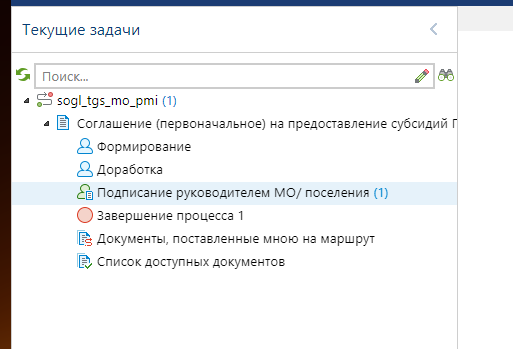 Текущие задачи
Поиск...
sogl_tgs_mo_pmi (1)
Соглашение (первоначальное) на предоставление субсидий
Формирование
Доработка
Подписание руководителем МО/ поселения (1)
Завершение процесса 1
Документы, поставленные мною на маршрут
Список доступных документов